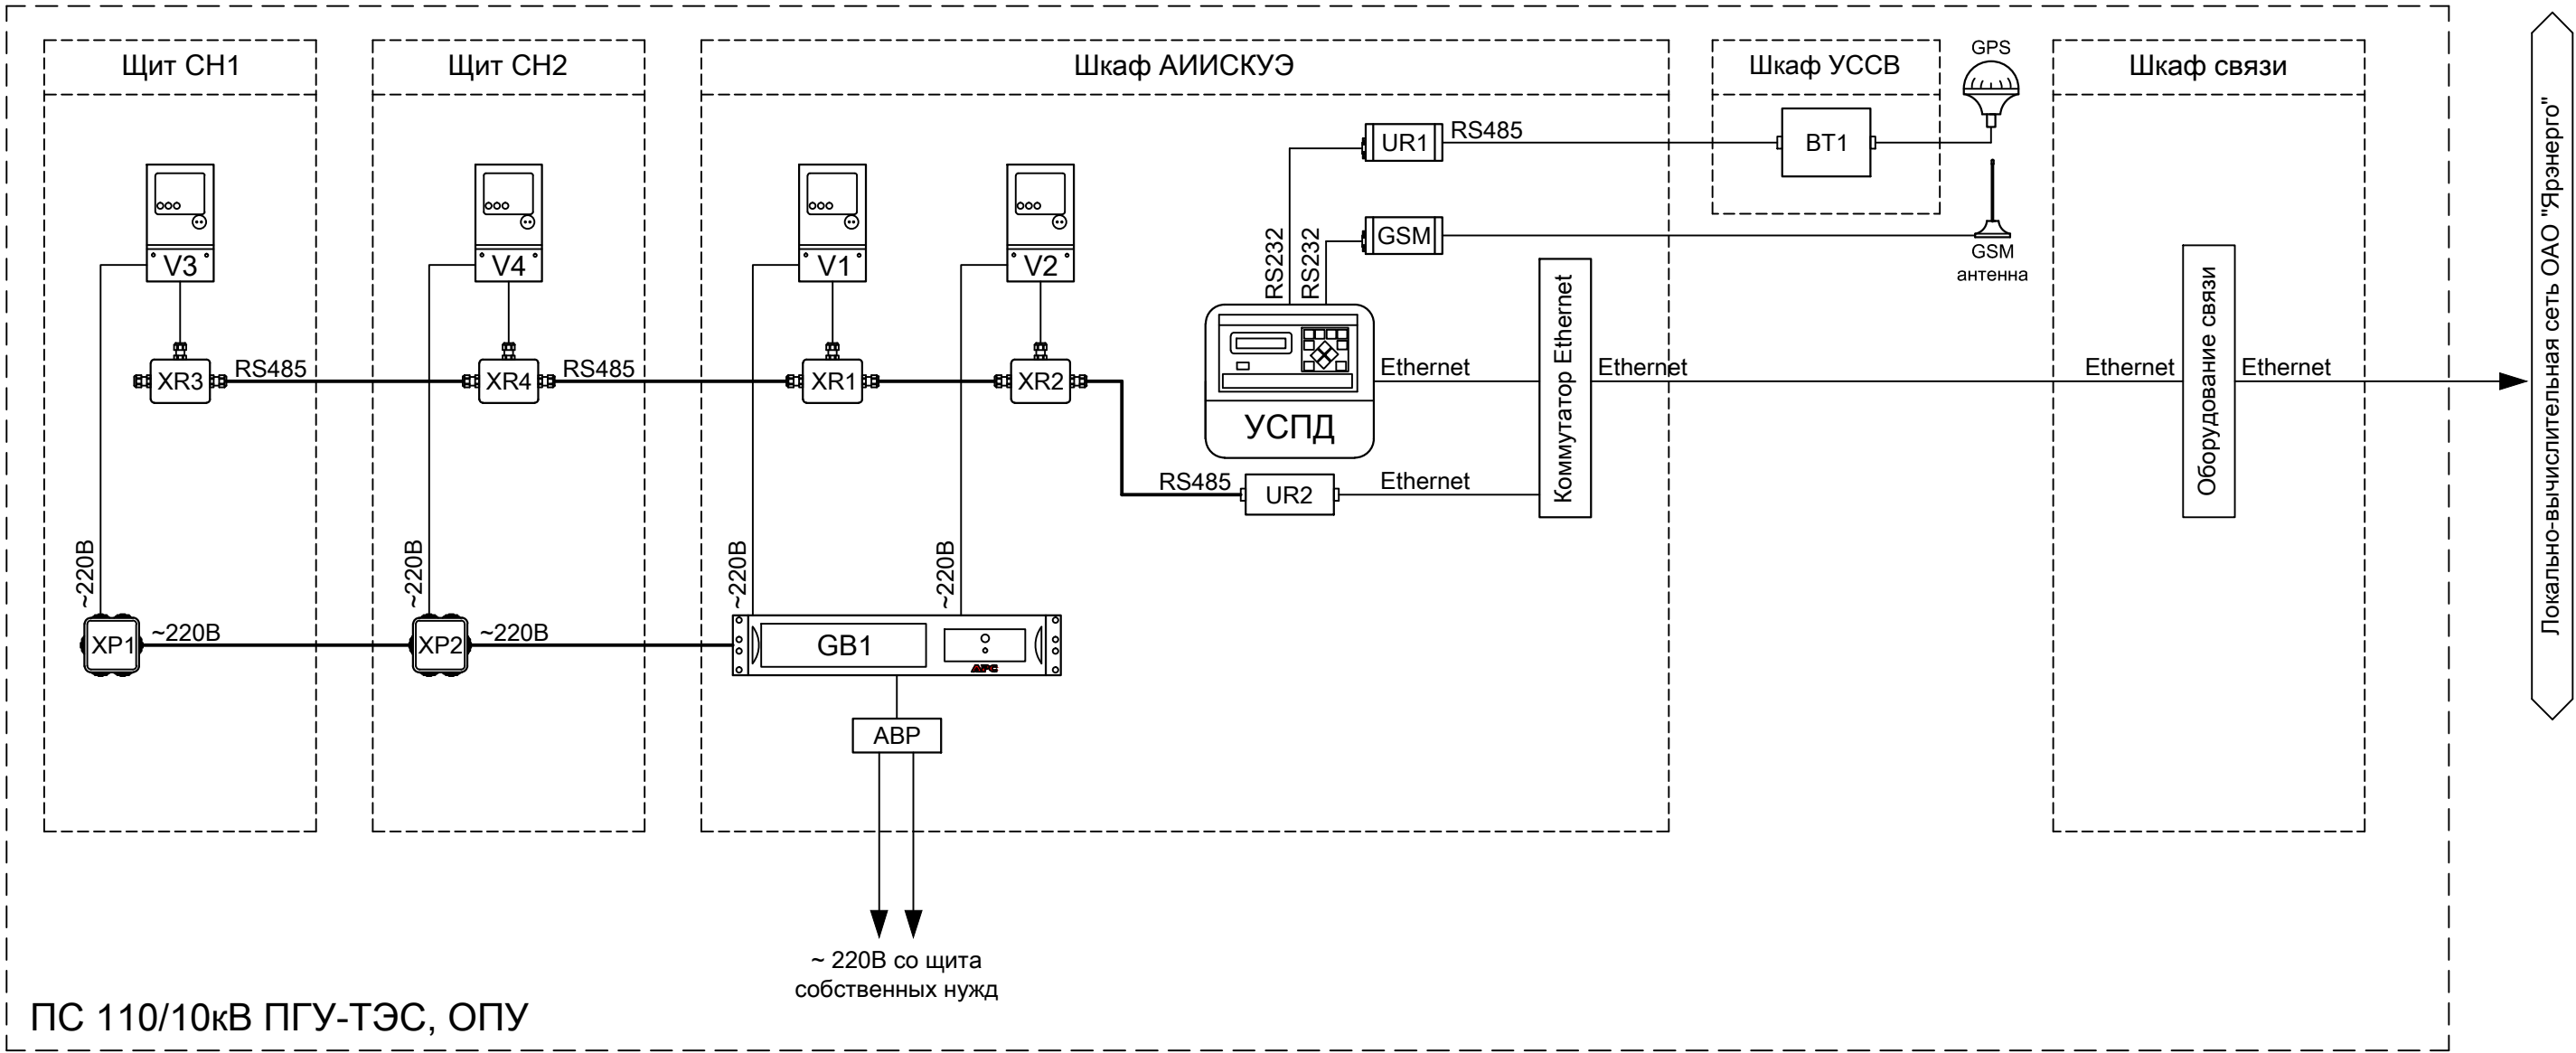 Щит СН1
Щит СН2
Шкаф АИИСКУЭ
Шкаф УССВ
GPS
Шкаф связи
Локально-вычислительная сеть ОАО "Ярэнерго"
UR1
RS485
BT1
V3
V4
V1
V2
RS232
RS232
GSM
GSM
антенна
Коммутатор Ethernet
Оборудование связи
XR3
RS485
XR4
RS485
XR1
XR2
УСПД
Ethernet
Ethernet
Ethernet
Ethernet
RS485
UR2
Ethernet
~220В
~220В
~220В
~220В
XP1
~220В
XP2
~220В
GB1
APC
АВР
~ 220В со щита
собственных нужд
ПС 110/10кВ ПГУ-ТЭС, ОПУ